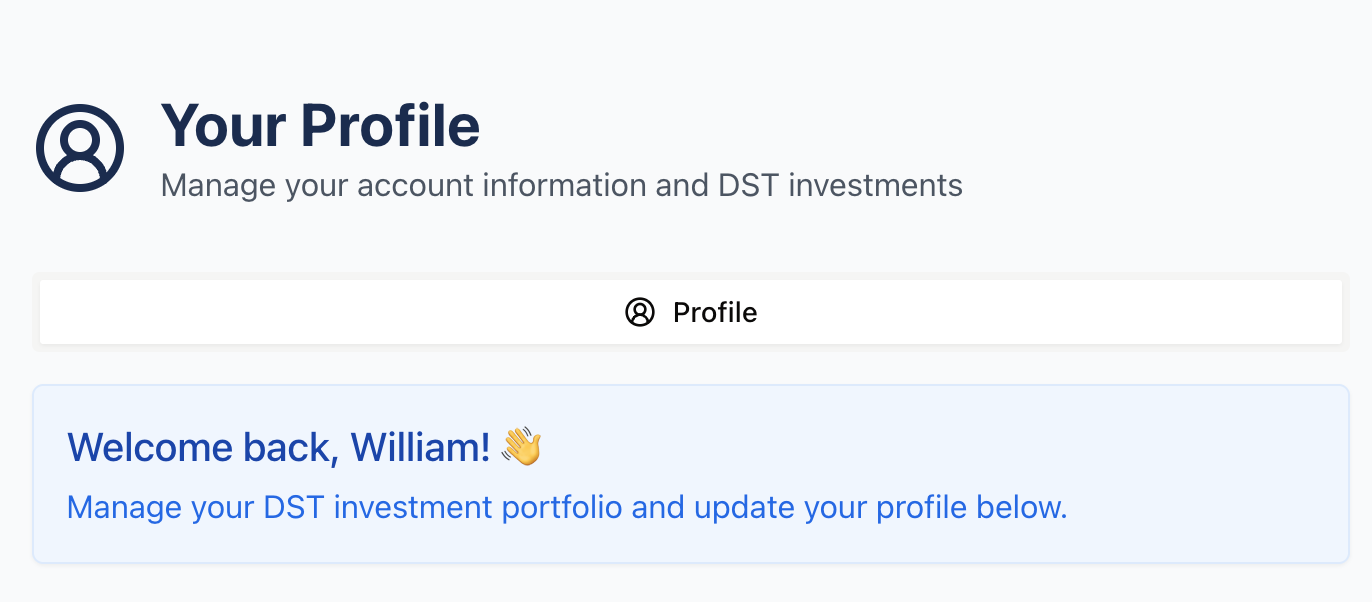 Your Profile
Manage your account information and DST investments
Profile
Welcome back, William! 👋
Manage your DST investment portfolio and update your profile below.